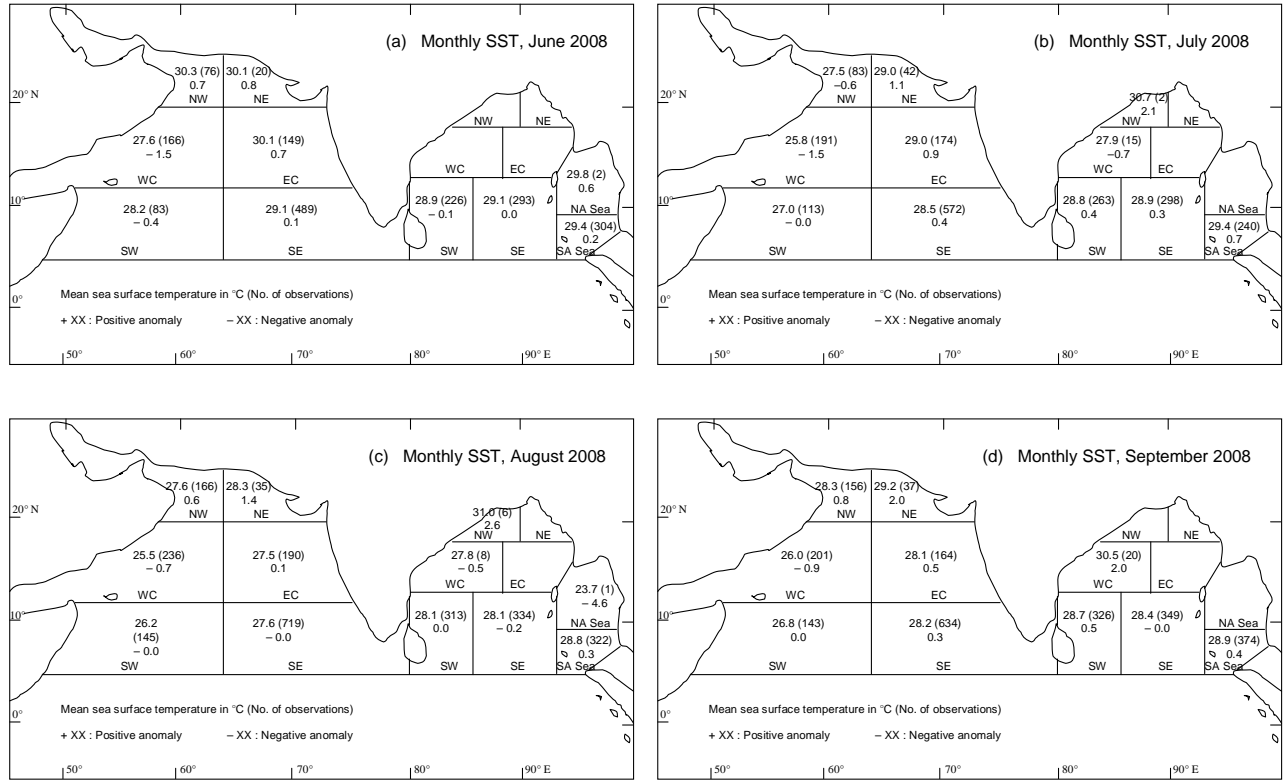 (a) Monthly SST, June 2008
30.3 (76) 30.1 (20)
0.7 0.8
NW NE
20° N
NW NE
27.6 (166) 30.1 (149)
– 1.5 0.7
WC EC
WC EC
29.8 (2)
0.6
10°
28.2 (83) 29.1 (489)
– 0.4 0.1
28.9 (226) 29.1 (293)
– 0.1 0.0
NA Sea
29.4 (304)
0.2
SW SE SW SE SA Sea
Mean sea surface temperature in °C (No. of observations)
0°
+ XX : Positive anomaly – XX : Negative anomaly
50° 60° 70° 80° 90° E
(b) Monthly SST, July 2008
27.5 (83) 29.0 (42)
–0.6 1.1
NW NE
20° N
30.7 (2)
2.1
NW NE
25.8 (191) 29.0 (174)
– 1.5 0.9
27.9 (15)
–0.7
WC EC WC EC
10°
27.0 (113) 28.5 (572)
– 0.0 0.4
28.8 (263) 28.9 (298)
0.4 0.3
NA Sea
29.4 (240)
0.7
SW SE SW SE SA Sea
Mean sea surface temperature in °C (No. of observations)
0°
+ XX : Positive anomaly – XX : Negative anomaly
50° 60° 70° 80° 90° E
(c) Monthly SST, August 2008
27.6 (166) 28.3 (35)
0.6 1.4
NW NE
20° N
31.0 (6)
2.6
NW NE
25.5 (236) 27.5 (190)
– 0.7 0.1
27.8 (8)
– 0.5
WC EC WC EC
23.7 (1)
– 4.6
10°
26.2
(145)
– 0.0
27.6 (719)
– 0.0
28.1 (313) 28.1 (334)
0.0 – 0.2
NA Sea
28.8 (322)
0.3
SW SE SW SE SA Sea
Mean sea surface temperature in °C (No. of observations)
0°
+ XX : Positive anomaly – XX : Negative anomaly
50° 60° 70° 80° 90° E
(d) Monthly SST, September 2008
28.3 (156) 29.2 (37)
0.8 2.0
NW NE
20° N
NW NE
26.0 (201) 28.1 (164)
– 0.9 0.5
30.5 (20)
2.0
WC EC WC EC
10°
26.8 (143) 28.2 (634)
0.0 0.3
28.7 (326) 28.4 (349)
0.5 – 0.0
NA Sea
28.9 (374)
0.4
SW SE SW SE SA Sea
Mean sea surface temperature in °C (No. of observations)
0°
+ XX : Positive anomaly – XX : Negative anomaly
50° 60° 70° 80° 90° E